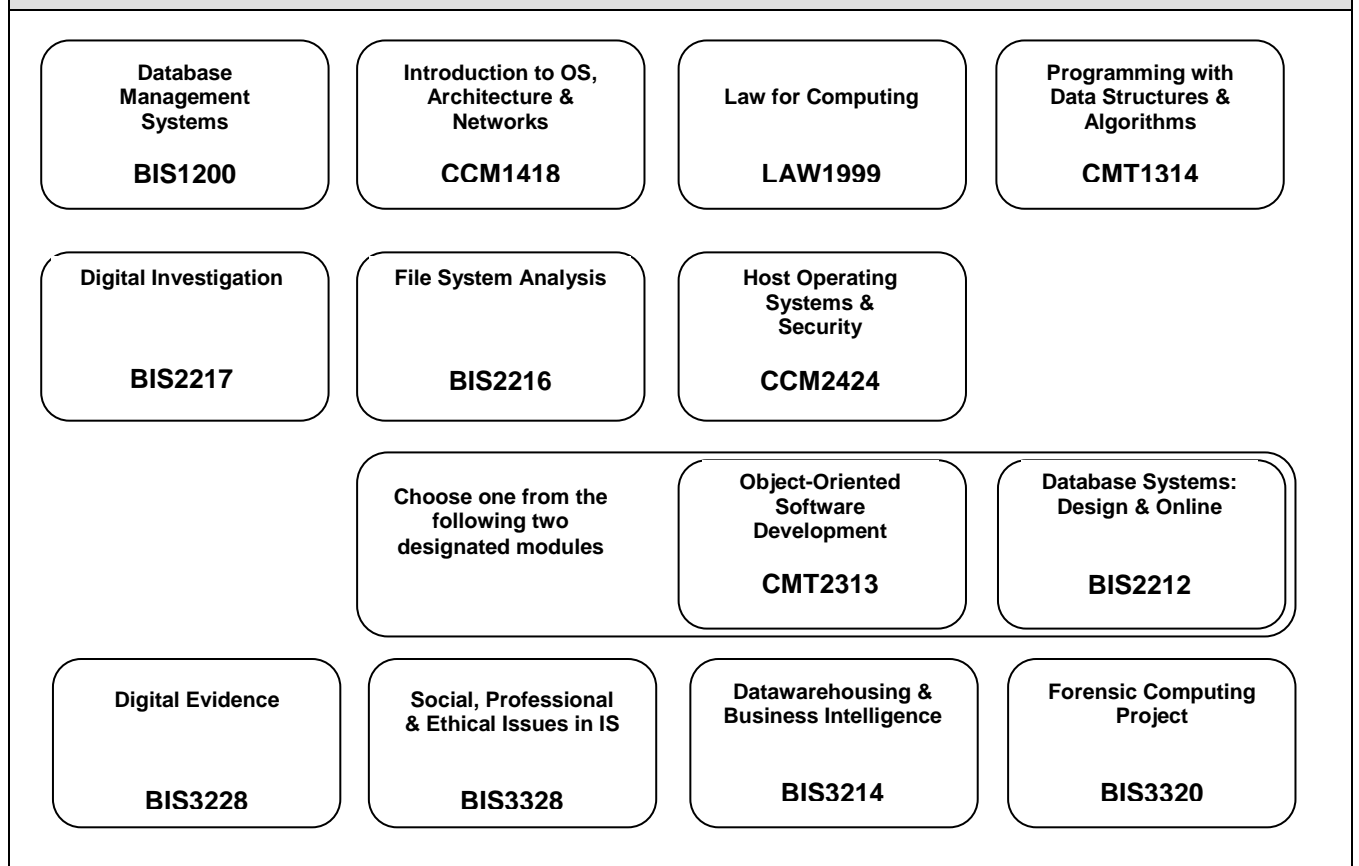 Database
Management
Systems
BIS1200
Introduction to OS,
Architecture &
Networks
CCM1418
Law for Computing
LAW1999
Programming with
Data Structures &
Algorithms
CMT1314
Digital Investigation
BIS2217
File System Analysis
BIS2216
Host Operating
Systems &
Security
CCM2424
Choose one from the
following two
designated modules
Object-Oriented
Software
Development
CMT2313
Database Systems:
Design & Online
BIS2212
Digital Evidence
BIS3228
Social, Professional
& Ethical Issues in IS
BIS3328
Datawarehousing &
Business Intelligence
BIS3214
Forensic Computing
Project
BIS3320